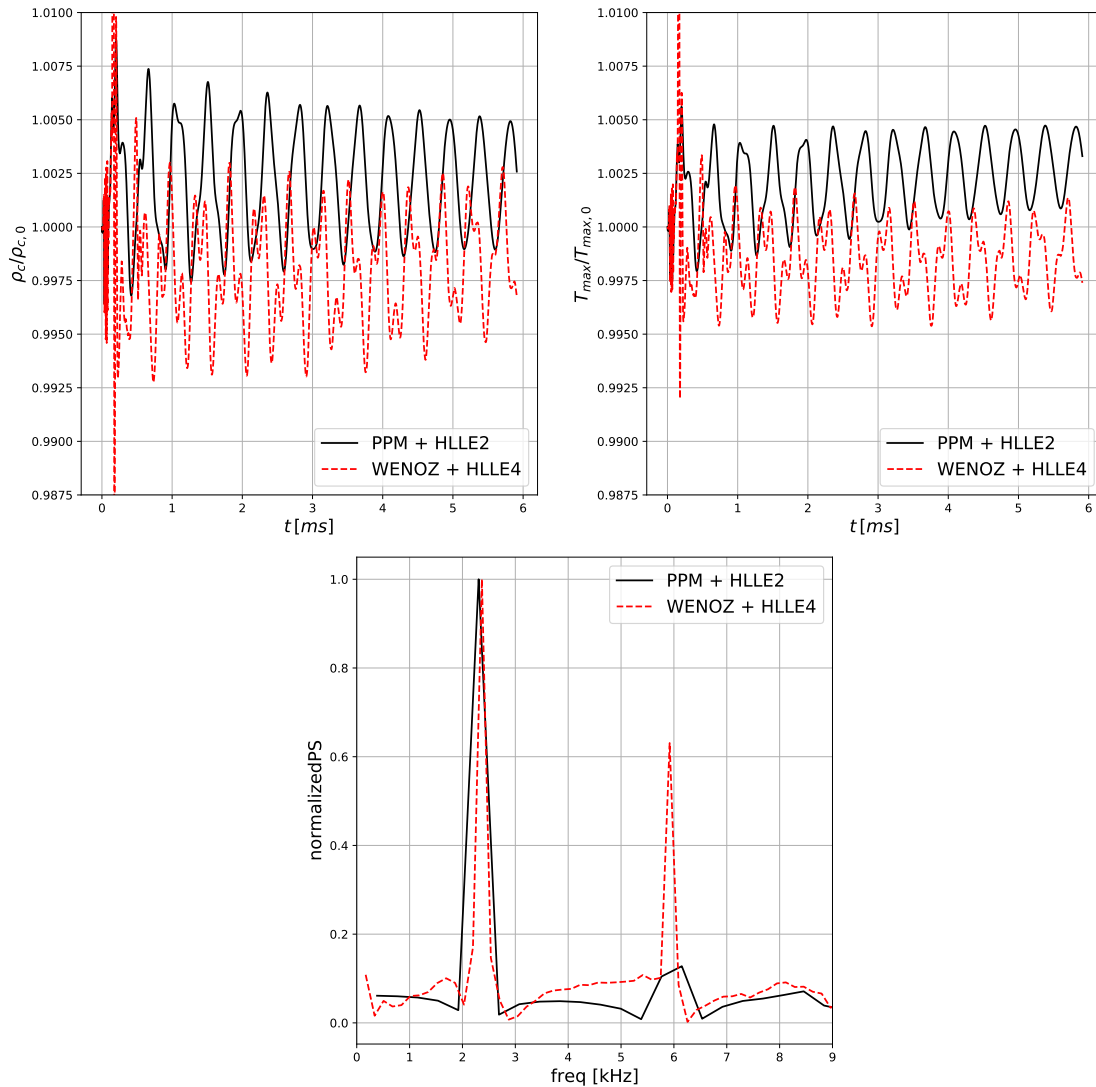 1.0100
1.0075
1.0050
1.0025
1.0000
0.9975
0.9950
0.9925
0.9900
0.9875
ρc/ρc, 0
0 1 2 3 4 5 6
t [ms]
PPM + HLLE2
WENOZ + HLLE4
1.0100
1.0075
1.0050
1.0025
1.0000
0.9975
0.9950
0.9925
0.9900
0.9875
Tmax/Tmax, 0
0 1 2 3 4 5 6
t [ms]
PPM + HLLE2
WENOZ + HLLE4
1.0
0.8
0.6
0.4
0.2
0.0
normalizedPS
0 1 2 3 4 5 6 7 8 9
freq [kHz]
PPM + HLLE2
WENOZ + HLLE4